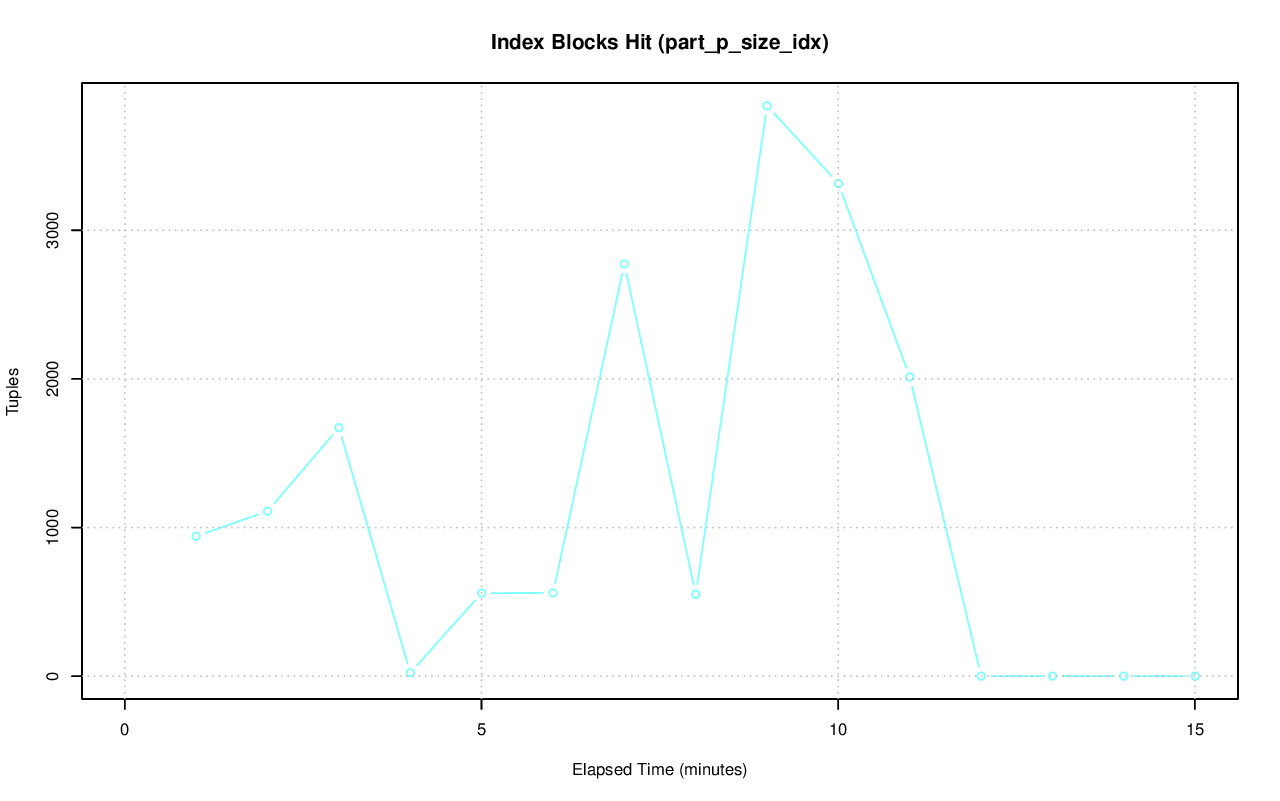 Index Blocks Hit (part_p_size_idx)
Tuples
3000
2000
1000
0
0 5 10 15
Elapsed Time (minutes)